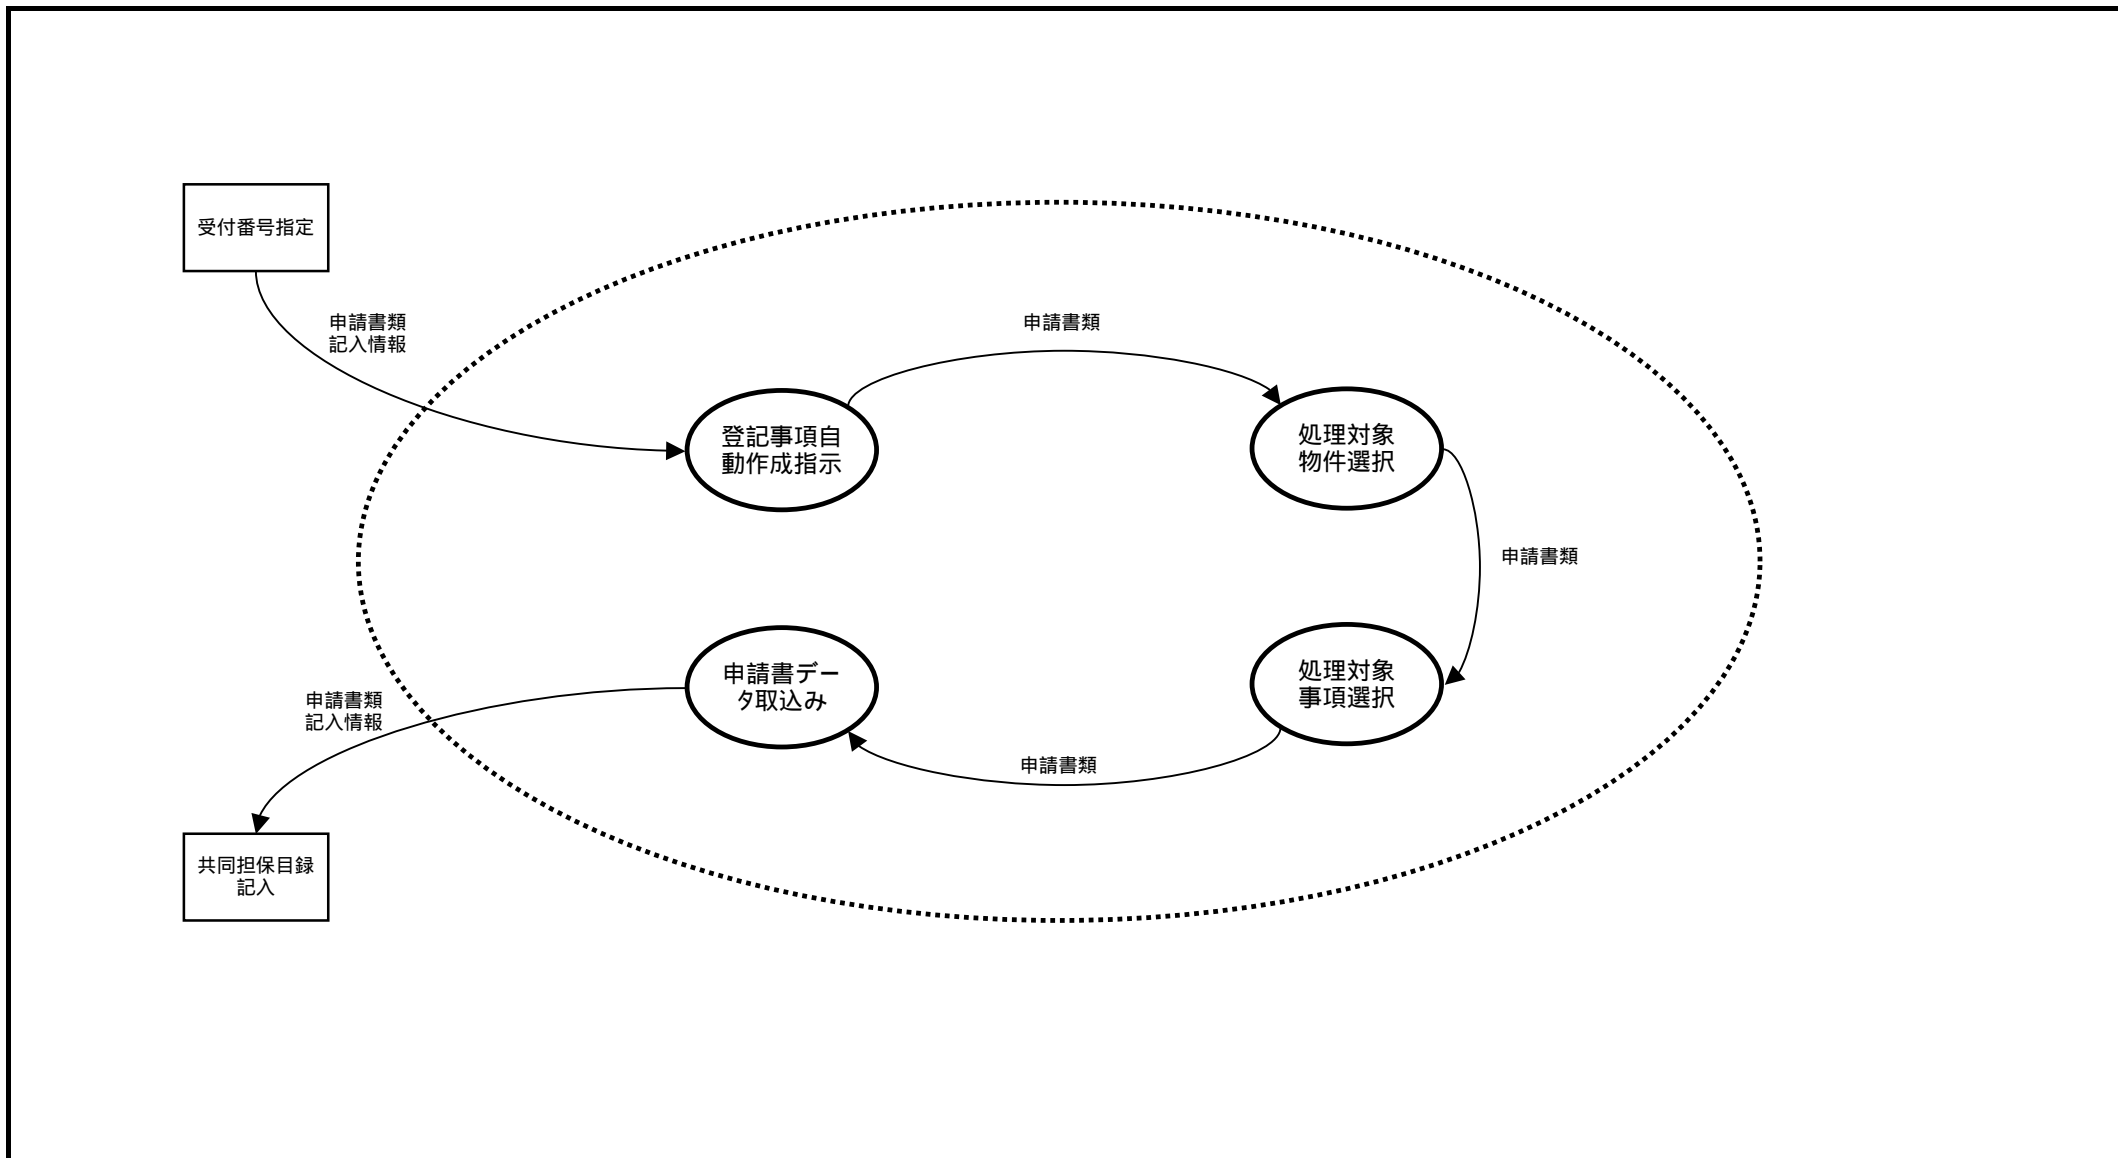 受付番号指定
申請書類
記入情報
申請書類
登記事項自
動作成指示
処理対象
物件選択
申請書類
申請書デー
タ取込み
処理対象
事項選択
申請書類
記入情報
申請書類
共同担保目録
記入